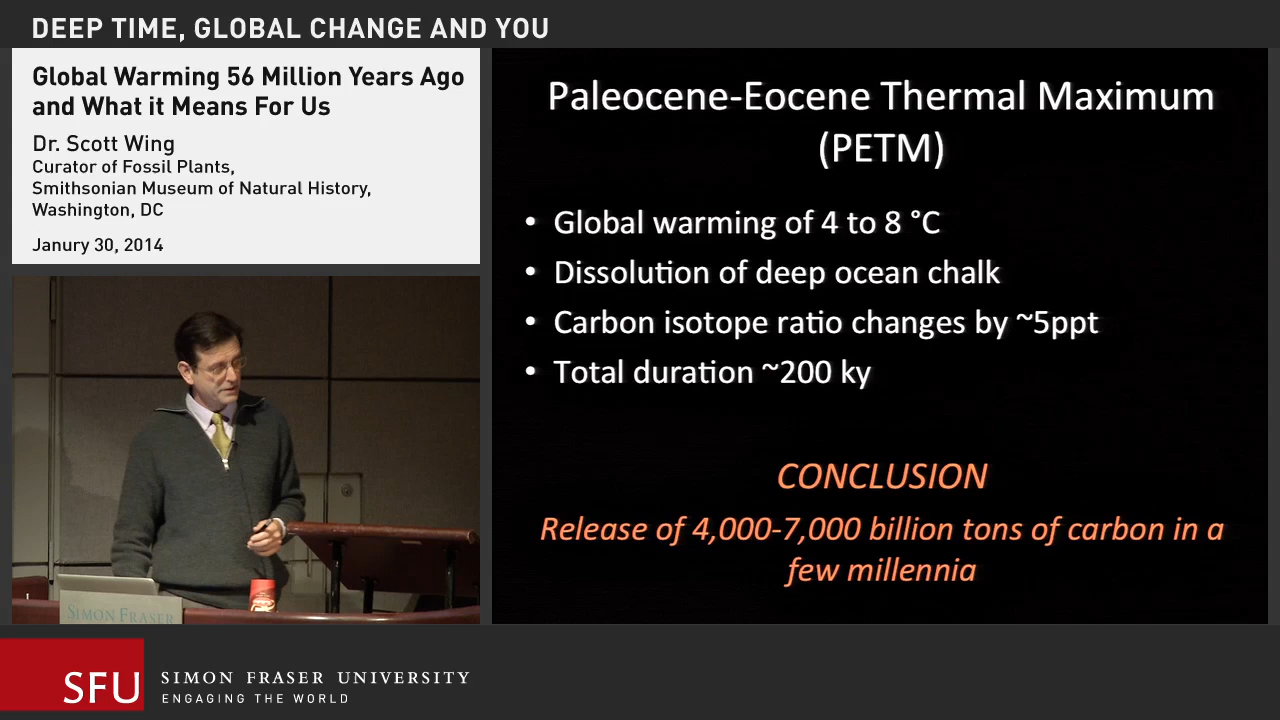 DEEP TIME, GLOBAL CHANGE AND YOU
Global Warming 56 Million Years Ago
and What it Means For Us
Dr. Scott Wing
Curator of Fossil Plants,
Smithsonian Museum of Natural History,
Washington, DC
Janury 30, 2014
Paleocene-Eocene Thermal Maximum
(PETM)
• Global warming of 4 to 8 °C
• Dissolution of deep ocean chalk
• Carbon isotope ratio changes by ~5ppt
• Total duration ~200 ky
CONCLUSION
Release of 4,000-7,000 billion tons of carbon in a
few millennia
SIMON FRASER
SFU
SIMON FRASER UNIVERSITY
ENGAGING THE WORLD